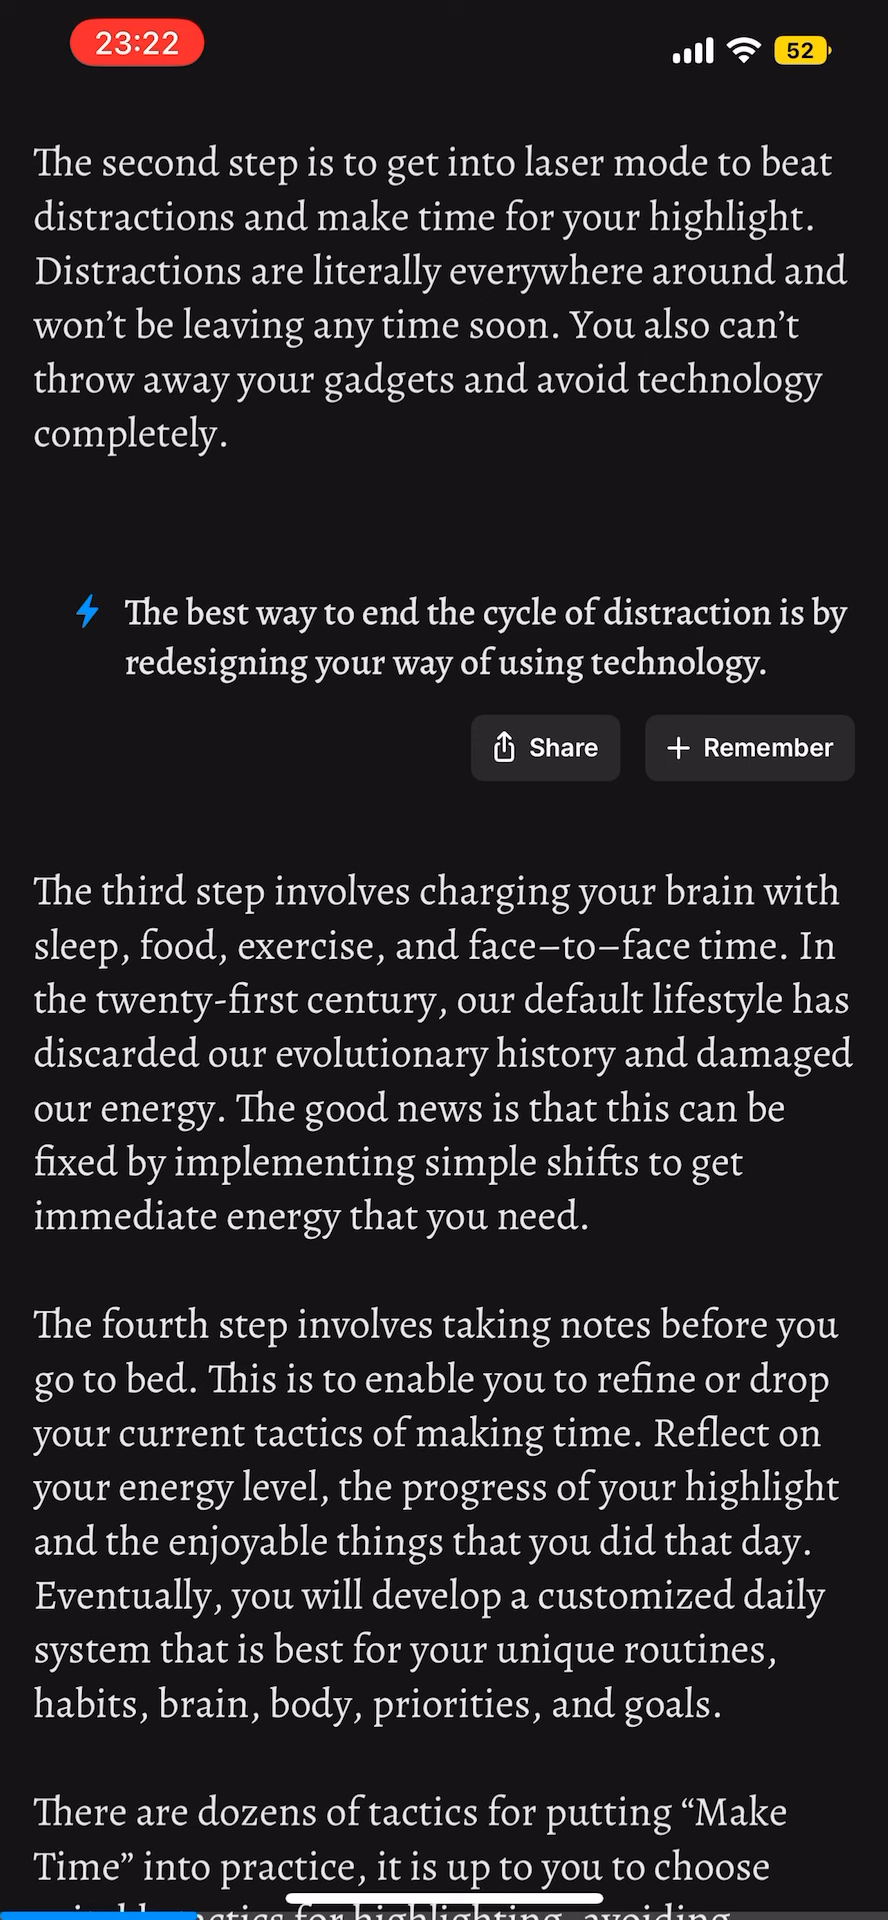 23:22
52
The second step is to get into laser mode to beat
distractions and make time for your highlight.
Distractions are literally everywhere around and
won’t be leaving any time soon. You also can’t
throw away your gadgets and avoid technology
completely.
The best way to end the cycle of distraction is by
redesigning your way of using technology.
Share
Remember
The third step involves charging your brain with
sleep, food, exercise, and face–to–face time. In
the twenty-first century, our default lifestyle has
discarded our evolutionary history and damaged
our energy. The good news is that this can be
fixed by implementing simple shifts to get
immediate energy that you need.
The fourth step involves taking notes before you
go to bed. This is to enable you to refine or drop
your current tactics of making time. Reflect on
your energy level, the progress of your highlight
and the enjoyable things that you did that day.
Eventually, you will develop a customized daily
system that is best for your unique routines,
habits, brain, body, priorities, and goals.
There are dozens of tactics for putting “Make
Time” into practice, it is up to you to choose
for highlighting, avoiding